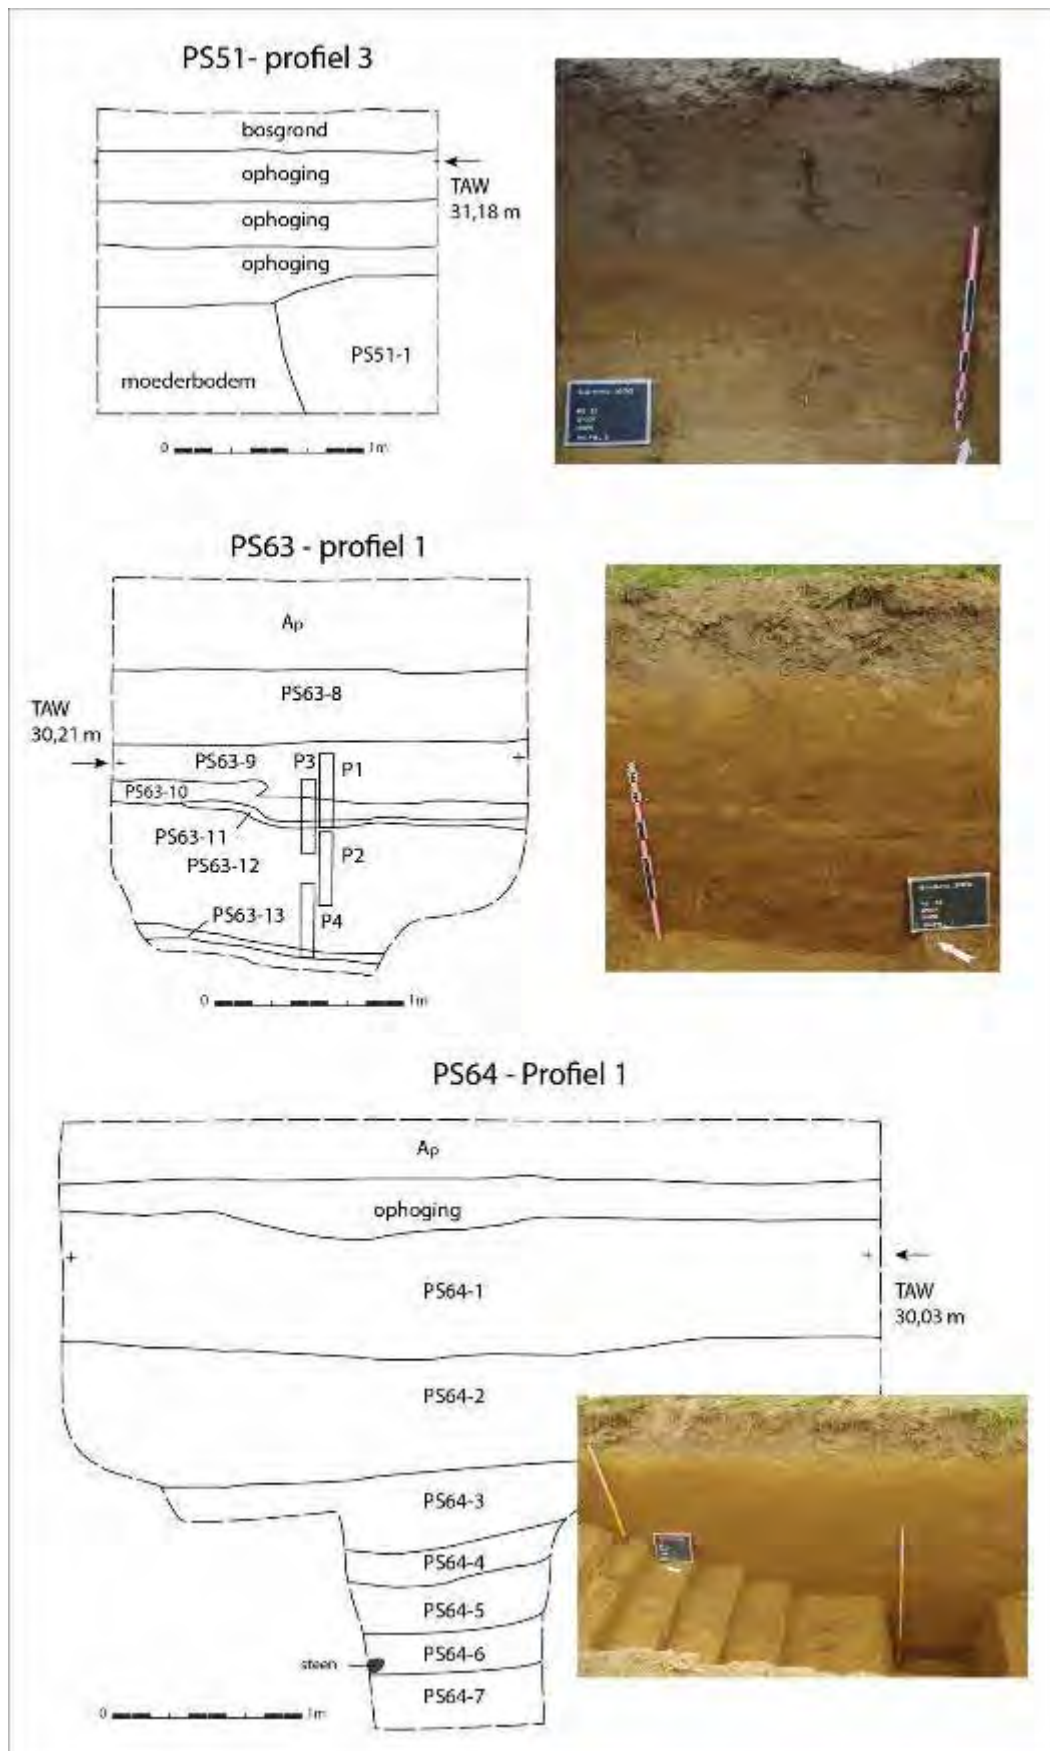 PS51- profiel 3
bosgrond
ophoging
TAW
31,18 m
ophoging
ophoging
PS51-1
moederbodem
0 1m
PS63 - profiel 1
Ap
PS63-8
TAW
30,21 m
PS63-9
P3
P1
PS63-10
PS63-11
P2
PS63-12
PS63-13
P4
0 1m
PS64 - Profiel 1
Ap
ophoging
PS64-1
TAW
30,03 m
PS64-2
PS64-3
PS64-4
PS64-5
PS64-6
steen
PS64-7
0 1m